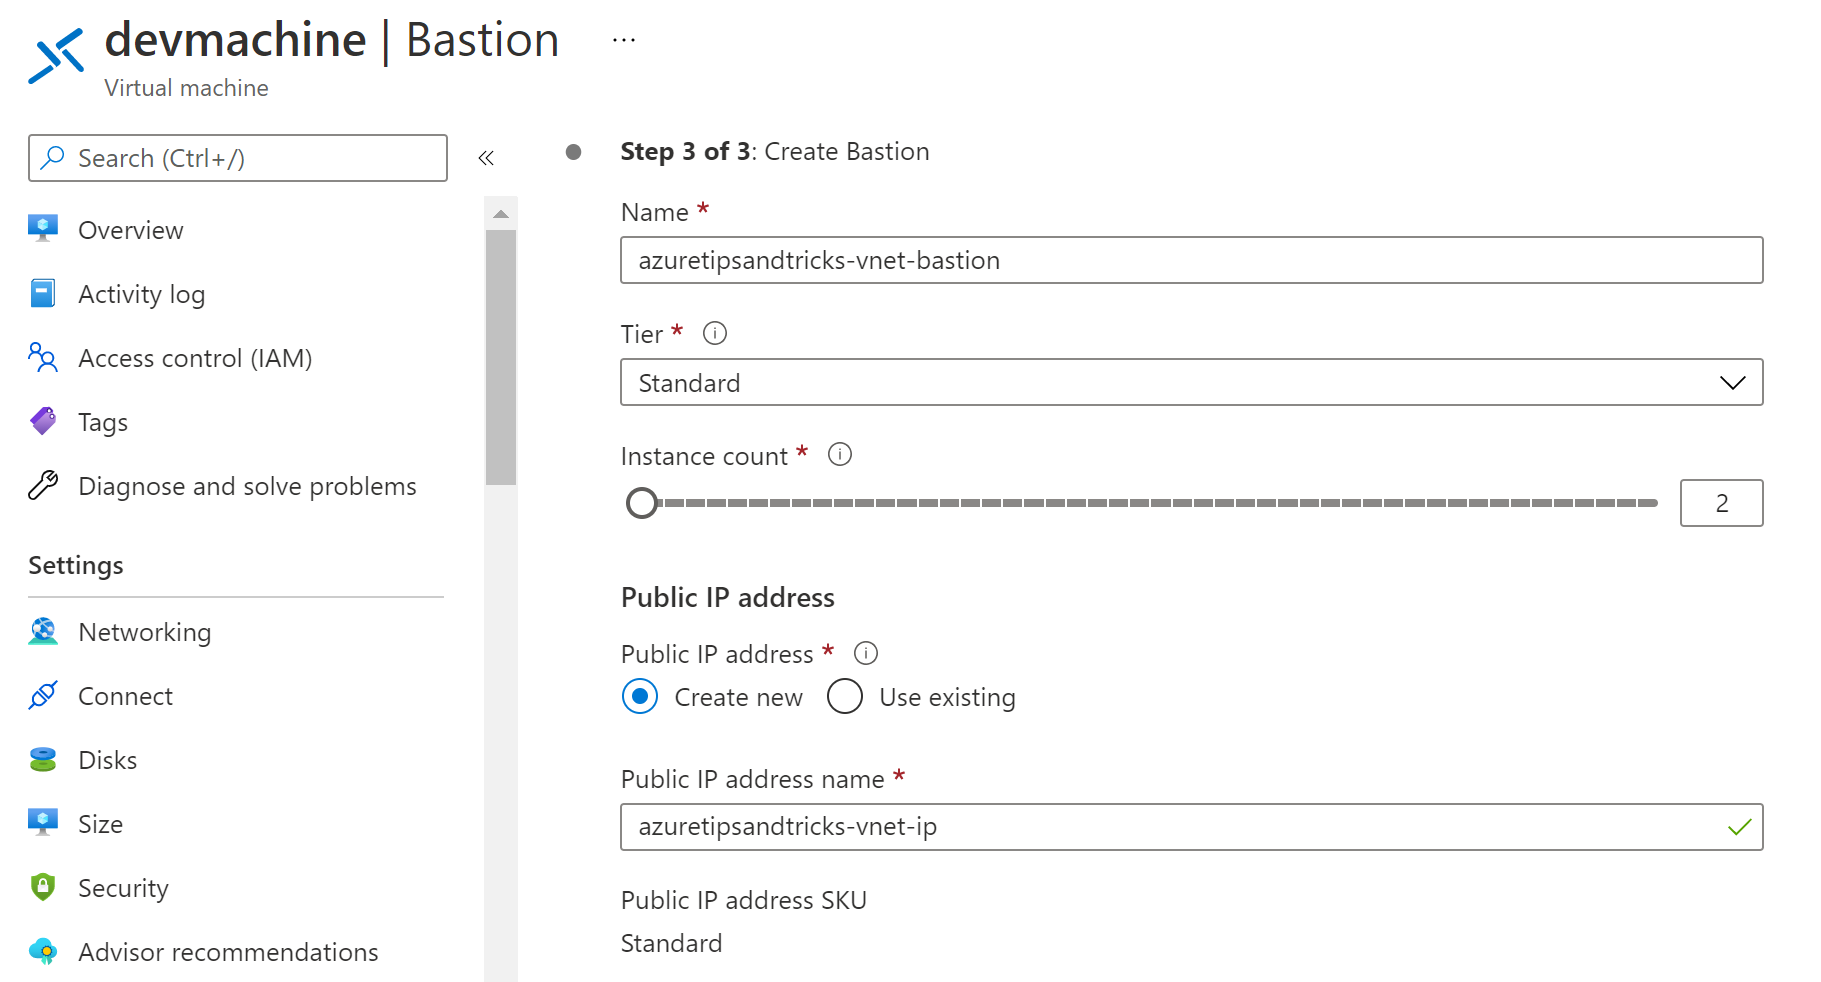 devmachine | Bastion ...
Virtual machine
Search (Ctrl+/)
«
Overview
Activity log
Access control (IAM)
Tags
Diagnose and solve problems
Settings
Networking
Connect
Disks
Size
Security
Advisor recommendations
Step 3 of 3: Create Bastion
Name *
azuretipsandtricks-vnet-bastion
Tier *
Standard
Instance count *
2
Public IP address
Public IP address *
Create new Use existing
Public IP address name *
azuretipsandtricks-vnet-ip
Public IP address SKU
Standard